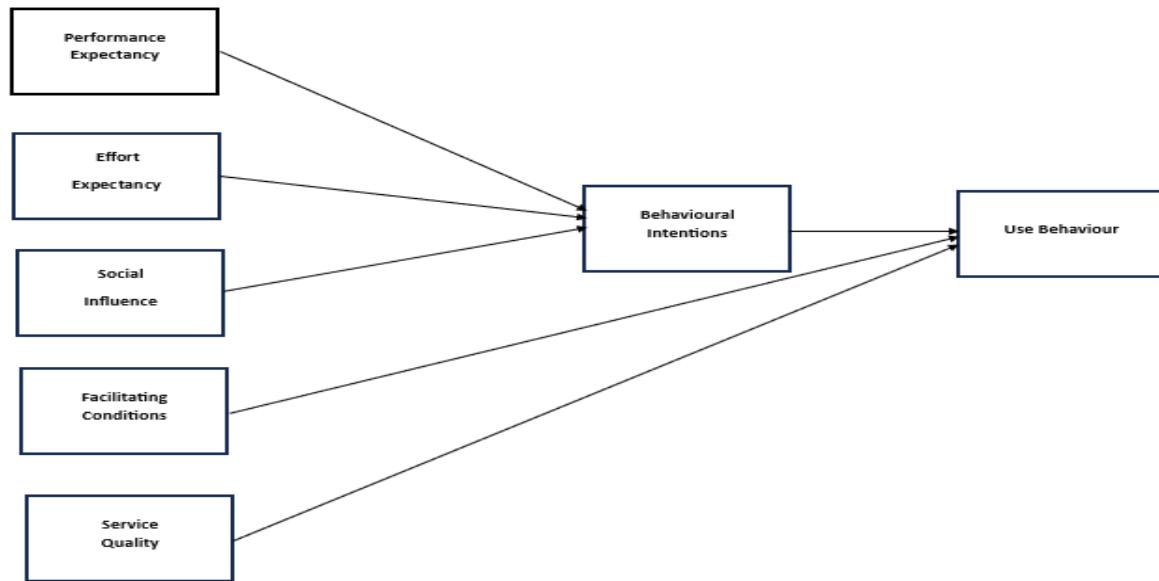 Performance
Expectancy
Effort
Expectancy
Social
Influence
Facilitating
Conditions
Service
Quality
Behavioural
Intentions
Use Behaviour